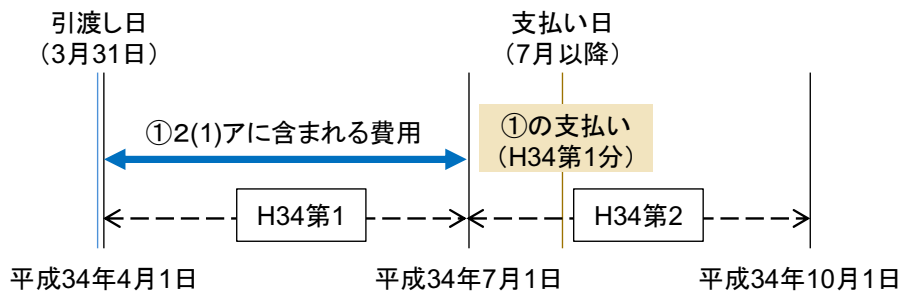 引渡し日
（3月31日）
支払い日
（7月以降）
①2(1)アに含まれる費用
①の支払い
（H34第1分）
H34第1
H34第2
平成34年4月1日
平成34年7月1日
平成34年10月1日